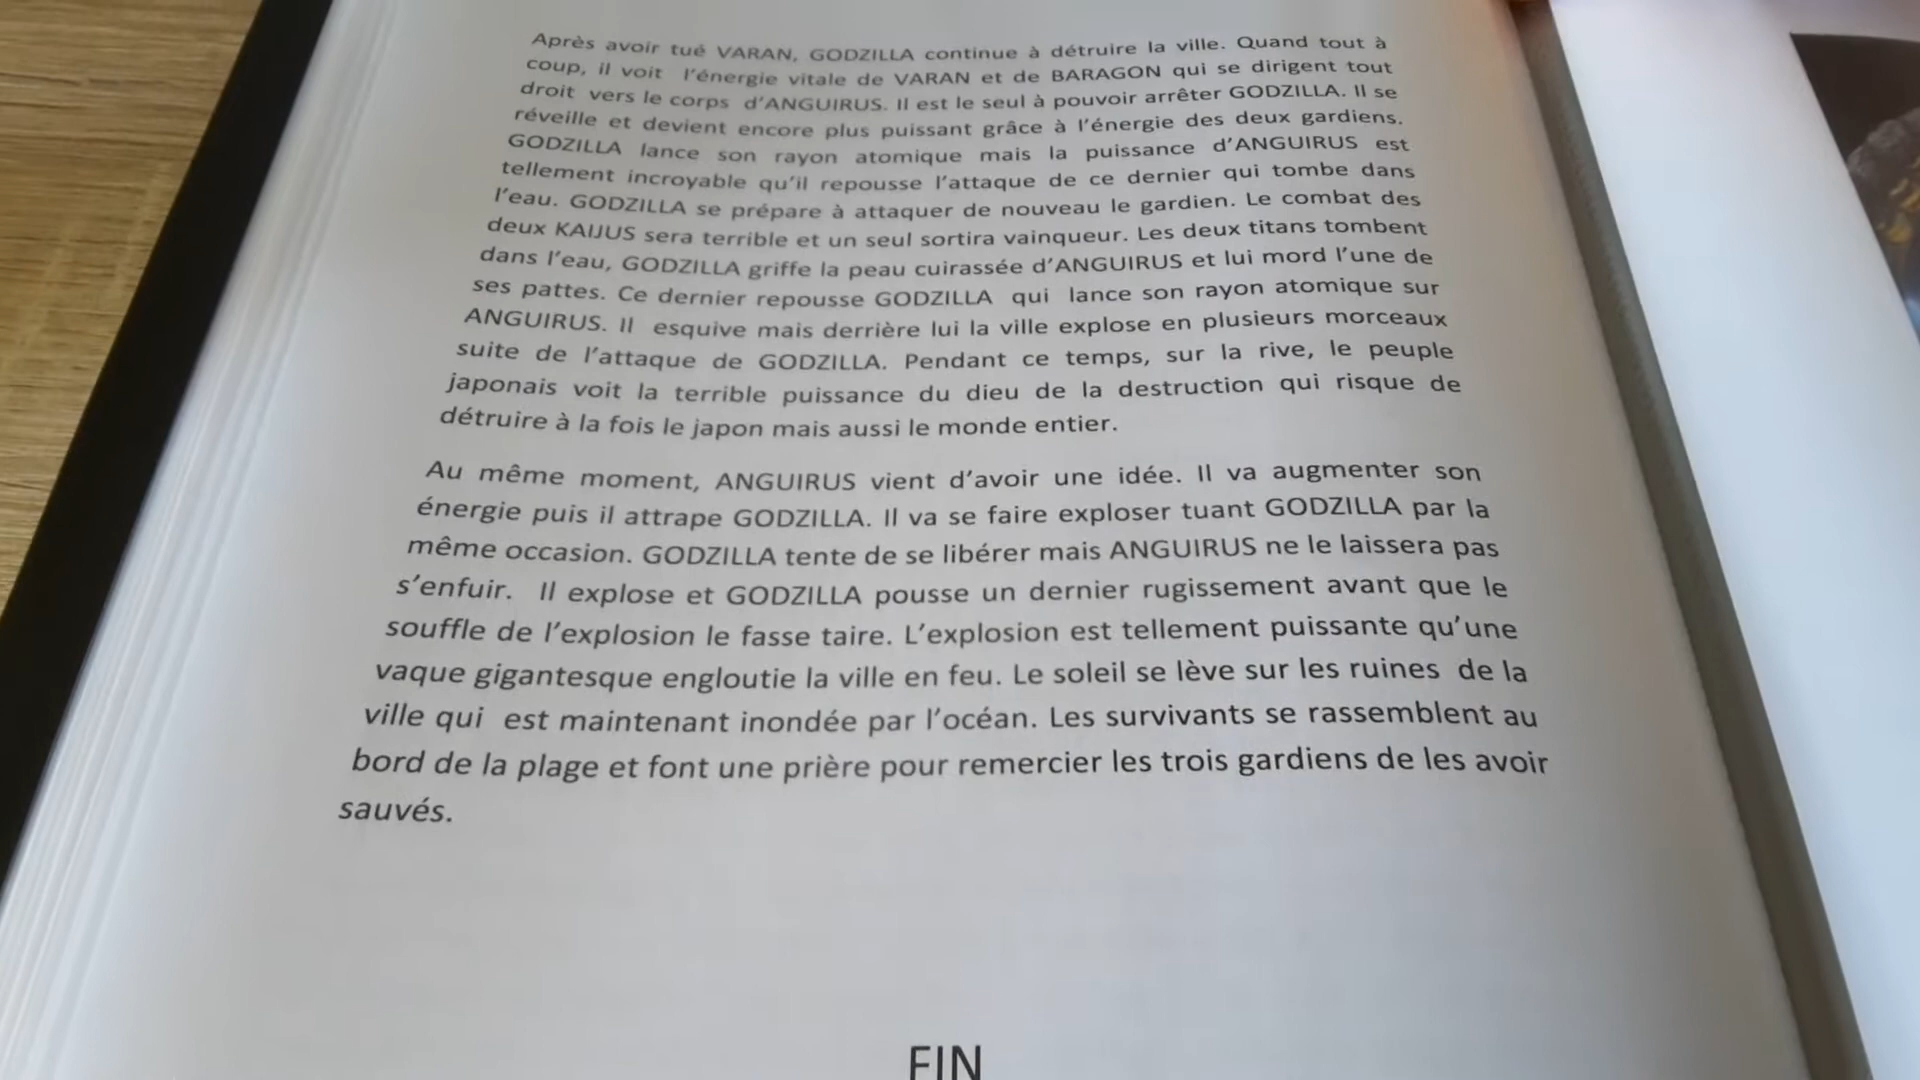 Après avoir tué VARAN, GODZILLA continue à détruire la ville. Quand tout à
coup, il voit l'énergie vitale de VARAN et de BARAGON qui se dirigent tout
droit vers le corps d'ANGUIRUS. Il est le seul à pouvoir arrêter GODZILLA. Il se
réveille et devient encore plus puissant grâce à l'énergie des deux gardiens.
GODZILLA lance son rayon atomique mais la puissance d'ANGUIRUS est
tellement incroyable qu'il repousse l'attaque de ce dernier qui tombe dans
l'eau. GODZILLA se prépare à attaquer de nouveau le gardien. Le combat des
deux KAIJUS sera terrible et un seul sortira vainqueur. Les deux titans tombent
dans l'eau, GODZILLA griffe la peau cuirassée d'ANGUIRUS et lui mord l'une de
ses pattes. Ce dernier repousse GODZILLA qui lance son rayon atomique sur
ANGUIRUS. Il esquive mais derrière lui la ville explose en plusieurs morceaux
suite de l'attaque de GODZILLA. Pendant ce temps, sur la rive, le peuple
japonais voit la terrible puissance du dieu de la destruction qui risque de
détruire à la fois le japon mais aussi le monde entier.
Au même moment, ANGUIRUS vient d'avoir une idée. Il va augmenter son
énergie puis il attrape GODZILLA. Il va se faire exploser tuant GODZILLA par la
même occasion. GODZILLA tente de se libérer mais ANGUIRUS ne le laissera pas
s'enfuir. Il explose et GODZILLA pousse un dernier rugissement avant que le
souffle de l'explosion le fasse taire. L'explosion est tellement puissante qu'une
vaque gigantesque engloutie la ville en feu. Le soleil se lève sur les ruines de la
ville qui est maintenant inondée par l'océan. Les survivants se rassemblent au
bord de la plage et font une prière pour remercier les trois gardiens de les avoir
sauvés.
FIN